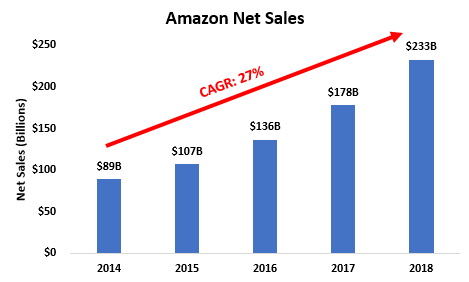 Amazon Net Sales
Net Sales (Billions)
$250
$200
$150
$100
$50
$0
CAGR: 27%
$89B
$107B
$136B
$178B
$233B
2014 2015 2016 2017 2018